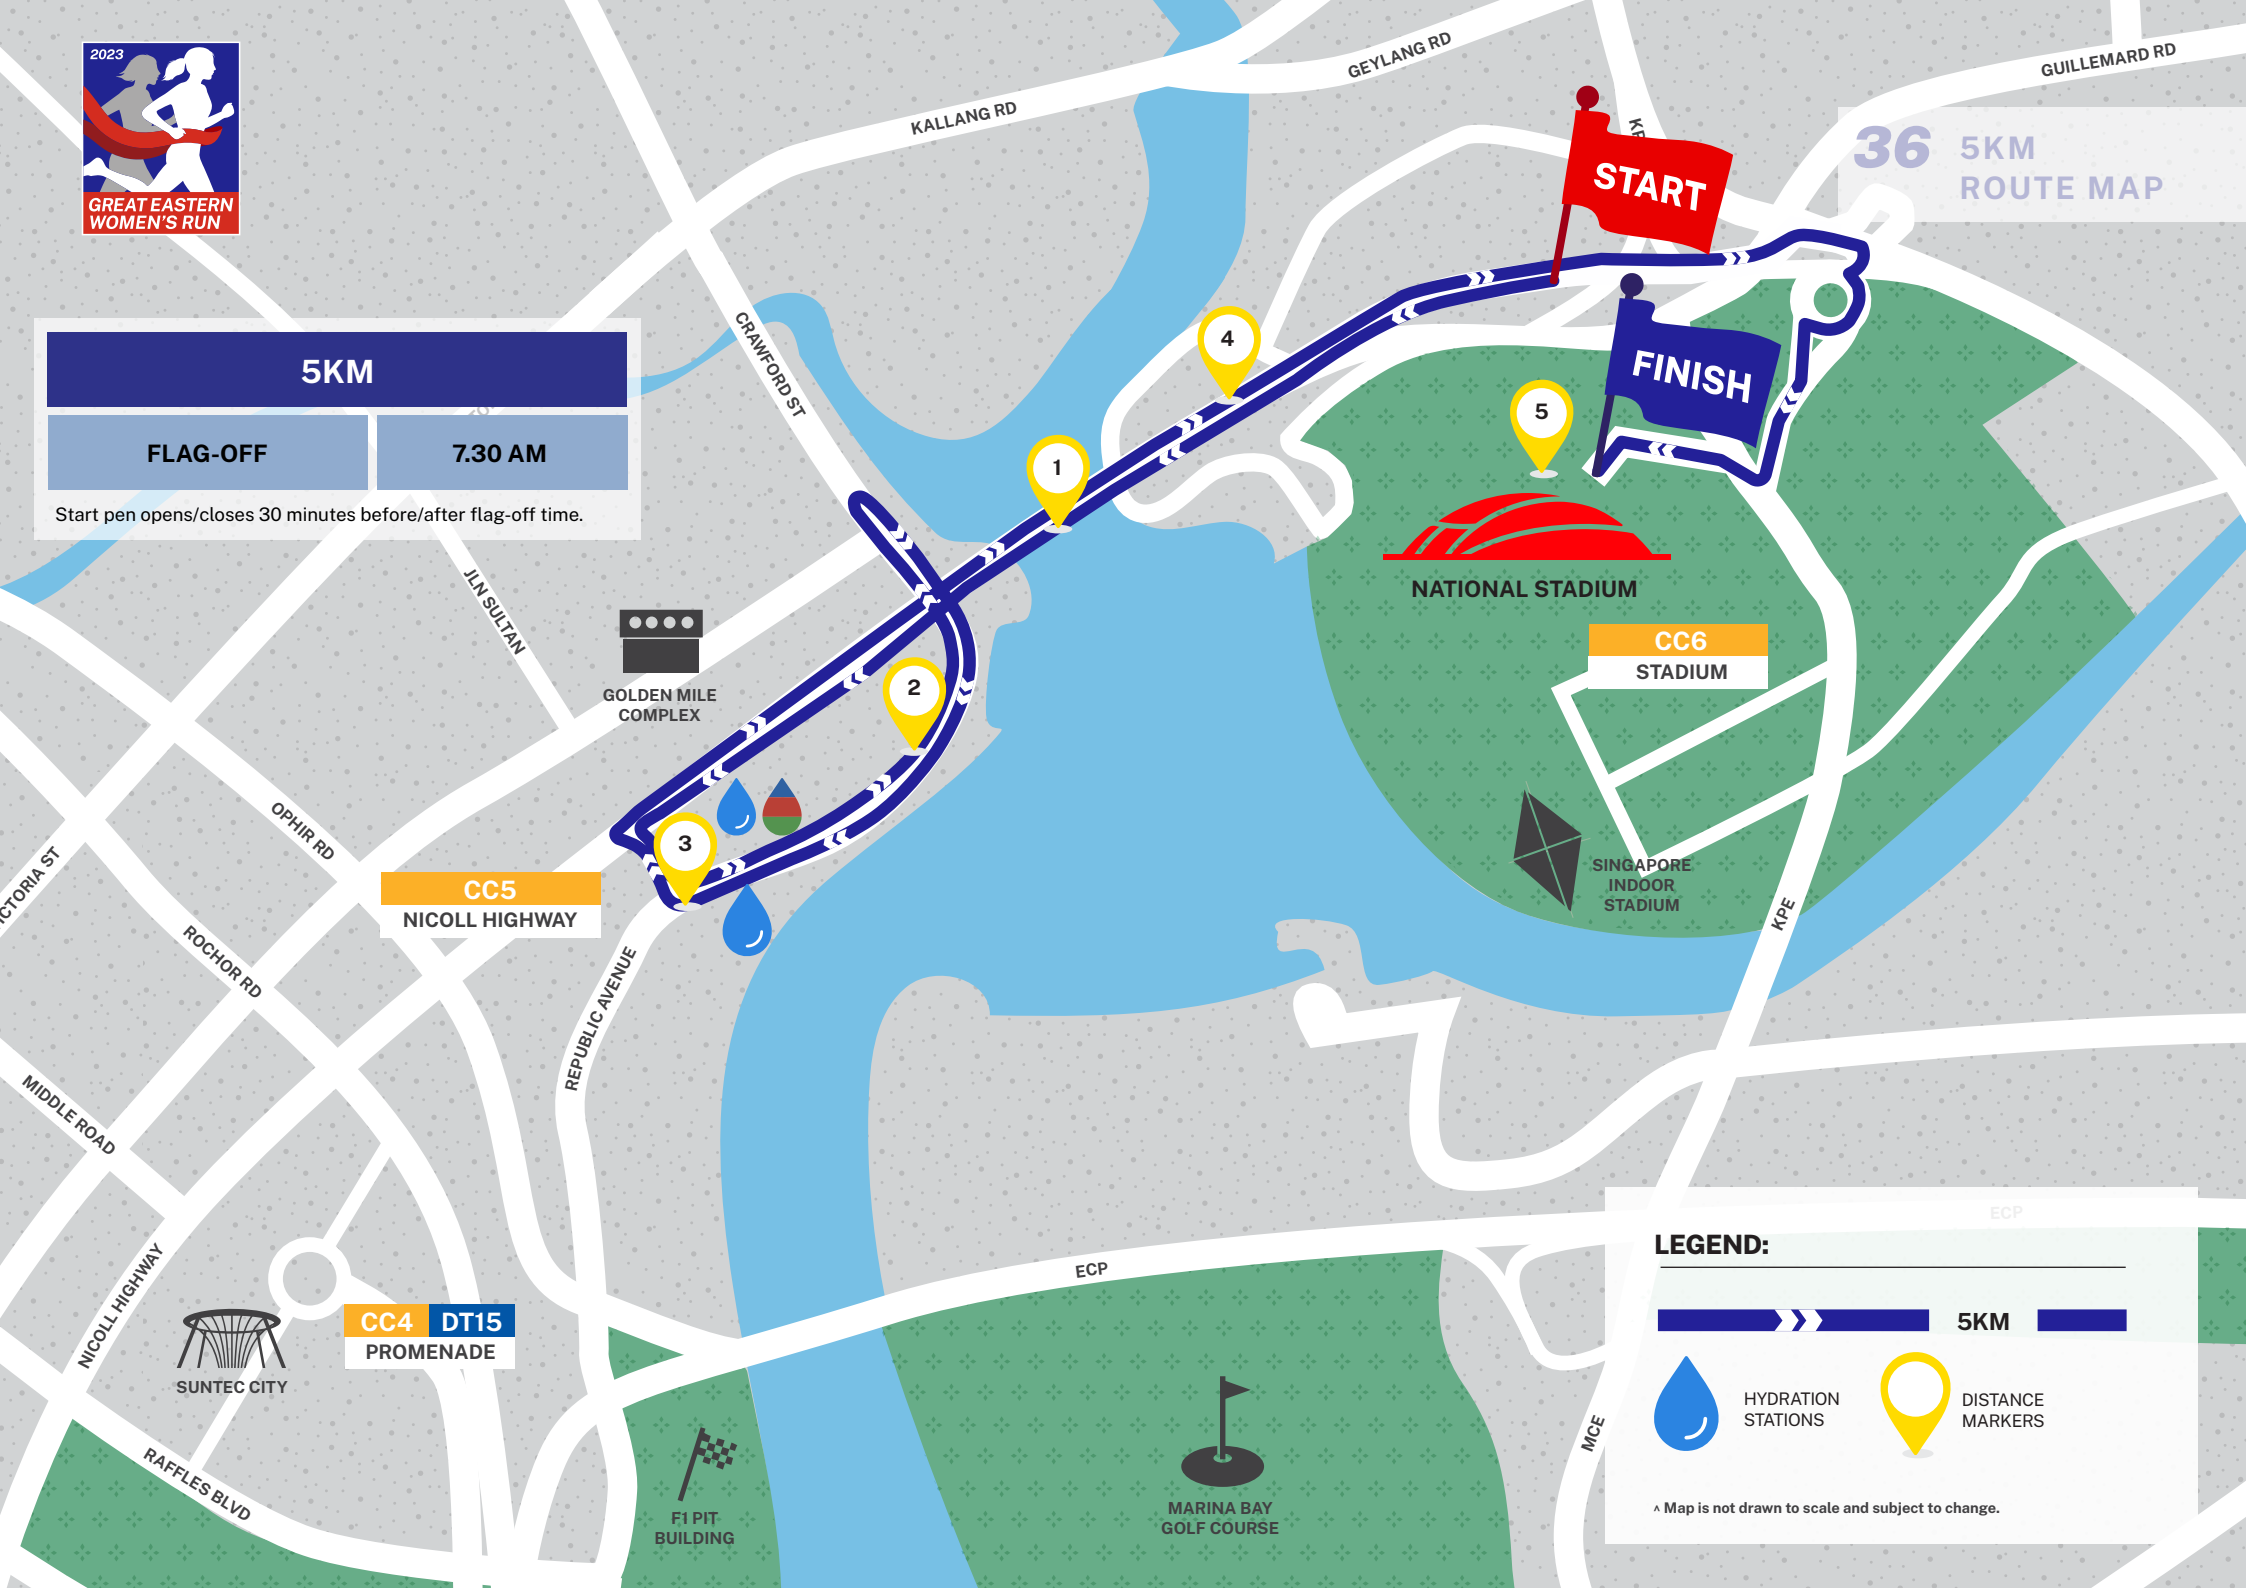 2023
GREAT EASTERN
WOMEN'S RUN
KALLANG RD
GEYLANG RD
GUILLEMARD RD
36
5KM
ROUTE MAP
START
FINISH
5KM
FLAG-OFF
7.30 AM
Start pen opens/closes 30 minutes before/after flag-off time.
CRAWFORD ST
4
1
5
NATIONAL STADIUM
CC6
STADIUM
JLN SULTAN
GOLDEN MILE
COMPLEX
2
3
OPHIR RD
CC5
NICOLL HIGHWAY
SINGAPORE
INDOOR
STADIUM
KPE
CTORIA ST
ROCHOR RD
REPUBLIC AVENUE
MIDDLE ROAD
NICOLL HIGHWAY
ECP
ECP
CC4
DT15
PROMENADE
SUNTEC CITY
RAFFLES BLVD
F1 PIT
BUILDING
MARINA BAY
GOLF COURSE
MCE
LEGEND:
5KM
HYDRATION
STATIONS
DISTANCE
MARKERS
^ Map is not drawn to scale and subject to change.